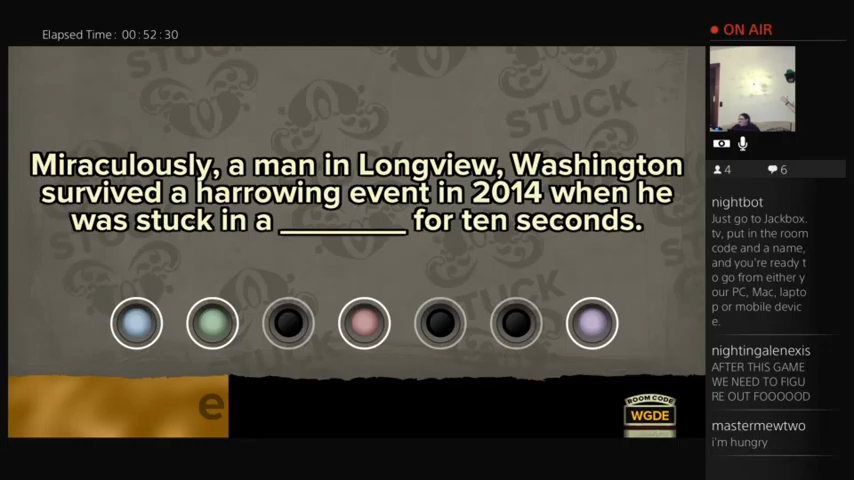 Elapsed Time: 00:52:30
ON AIR
STUCK
STUCK
Miraculously, a man in Longview, Washington
survived a harrowing event in 2014 when he
was stuck in a ________ for ten seconds.
STUCK
e
ROOM CODE
WGDE
4
6
nightbot
Just go to Jackbox.
tv, put in the room
code and a name,
and you're ready t
o go from either y
our PC, Mac, lapto
p or mobile devic
e.
nightingalenexis
AFTER THIS GAME
WE NEED TO FIGU
RE OUT FOOOOOD
mastermewtwo
i'm hungry